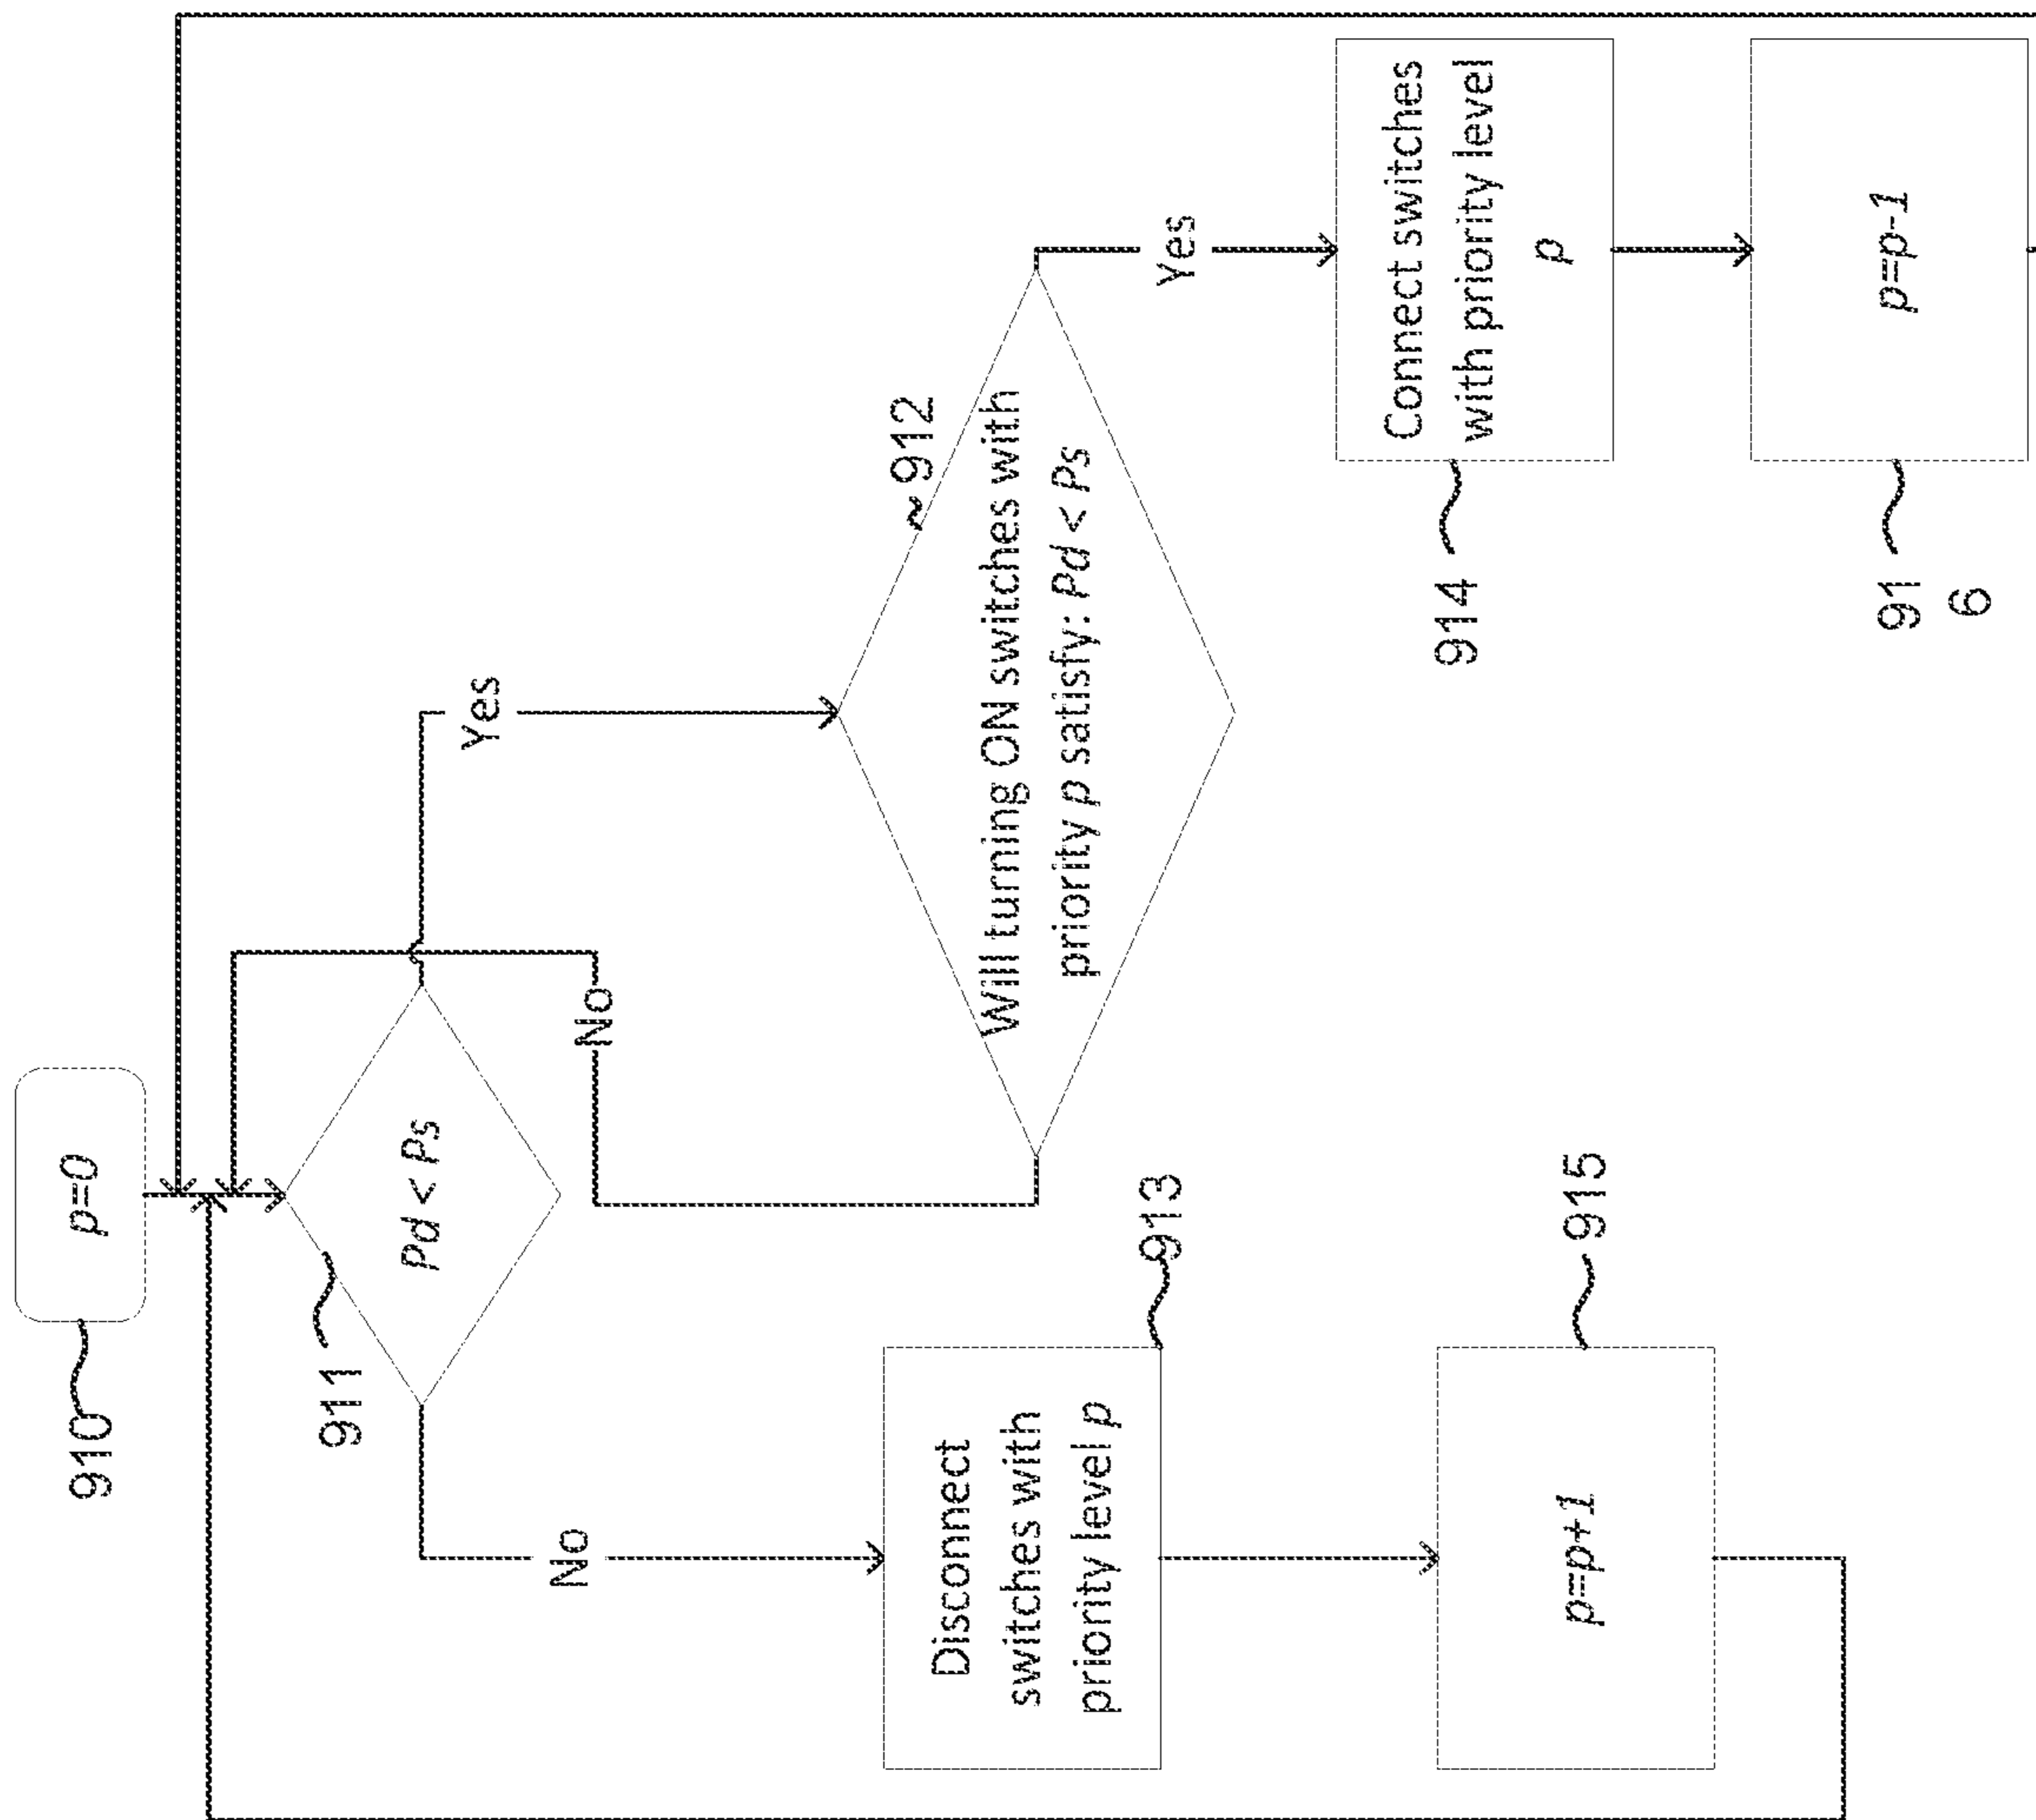 910
p=0
911
Pd < Ps
No
Yes
No
912
Will turning ON switches with
priority p satisfy: Pd < Ps
Yes
Disconnect
switches with
priority level p
913
914
Connect switches
with priority level
p
p=p+1
915
91
6
p=p-1